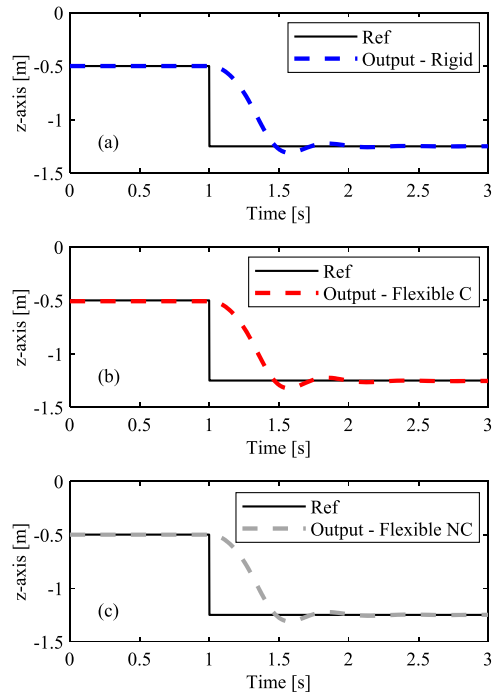 0
Ref
Output - Rigid
-0.5
z-axis [m]
-1
(a)
-1.5
0 0.5 1 1.5 2 2.5 3
Time [s]
0
Ref
Output - Flexible C
-0.5
z-axis [m]
-1
(b)
-1.5
0 0.5 1 1.5 2 2.5 3
Time [s]
0
Ref
Output - Flexible NC
-0.5
z-axis [m]
-1
(c)
-1.5
0 0.5 1 1.5 2 2.5 3
Time [s]